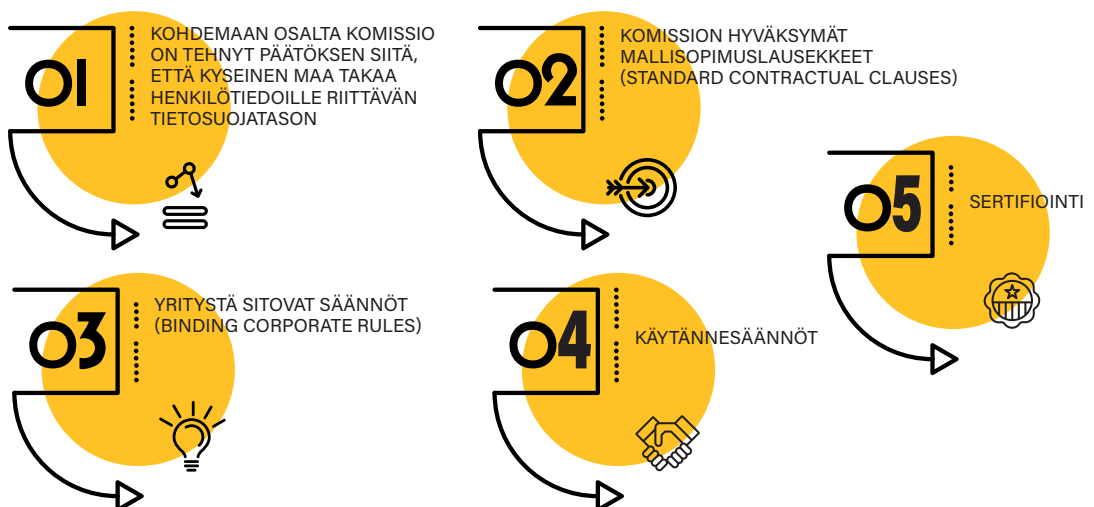 01
KOHDEMAAN OSALTA KOMISSIO
ON TEHNYT PÄÄTÖKSEN SIITÄ,
ETTÄ KYSEINEN MAA TAKAA
HENKILÖTIEDOILLE RIITTÄVÄN
TIETOSUOJATASON
02
KOMISSION HYVÄKSYMÄT
MALLISOPIMUSLAUSEKKEET
(STANDARD CONTRACTUAL CLAUSES)
03
YRITYSTÄ SITOVAT SÄÄNNÖT
(BINDING CORPORATE RULES)
04
KÄYTÄNNESÄÄNNÖT
05
SERTIFIOINTI